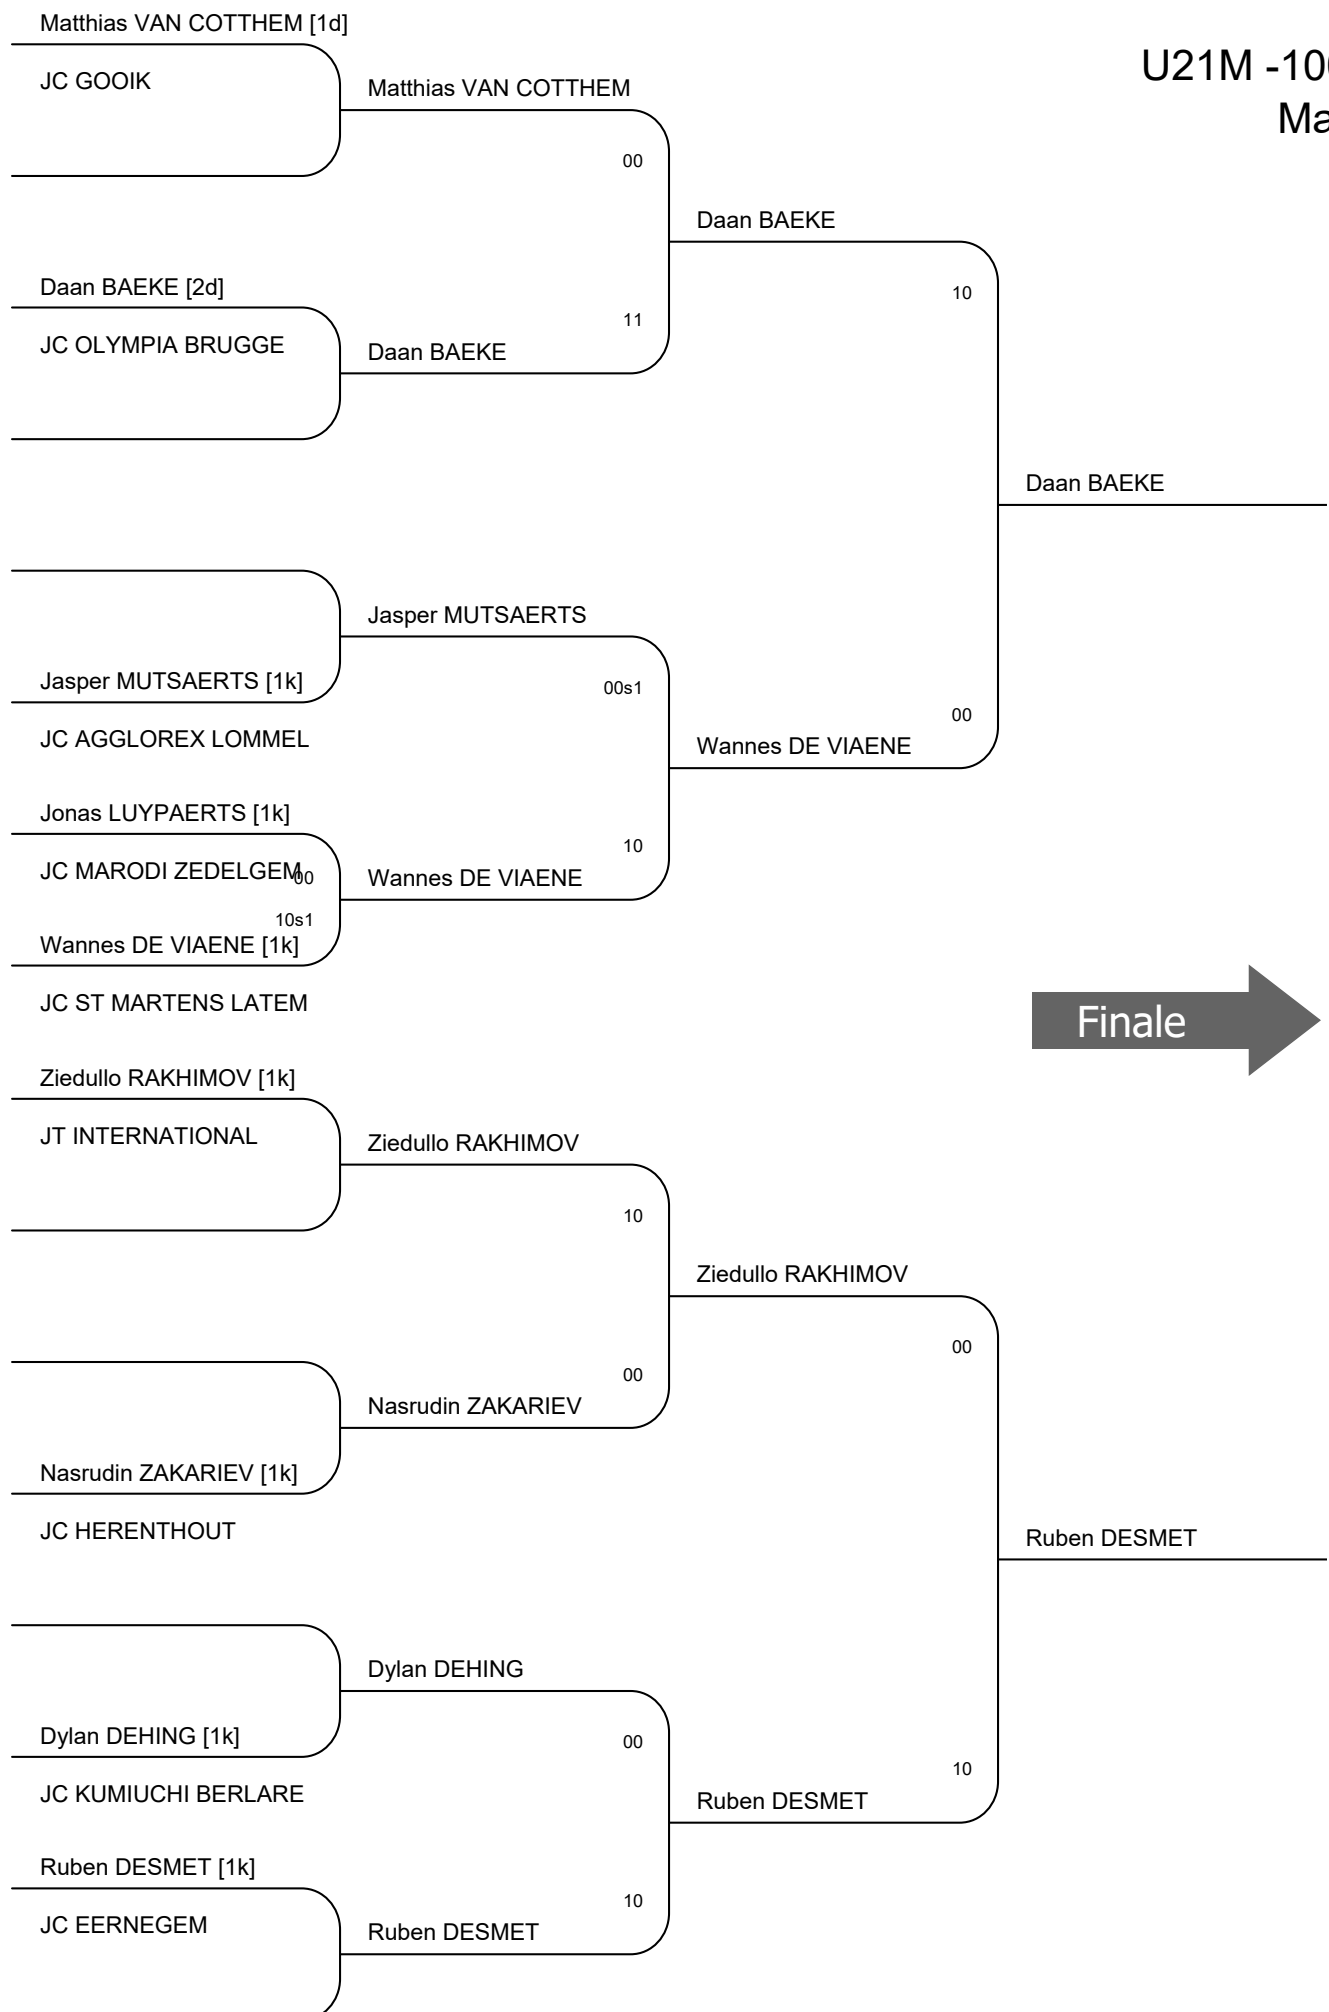 Matthias VAN COTTHEM [1d]
U21M -100
Ma
JC GOOIK
Matthias VAN COTTHEM
00
Daan BAEKE
10
Daan BAEKE [2d]
11
JC OLYMPIA BRUGGE
Daan BAEKE
Daan BAEKE
Jasper MUTSAERTS
Jasper MUTSAERTS [1k]
00s1
JC AGGLOREX LOMMEL
00
Wannes DE VIAENE
Jonas LUYPAERTS [1k]
10
JC MARODI ZEDELGEM
00
Wannes DE VIAENE
10s1
Wannes DE VIAENE [1k]
JC ST MARTENS LATEM
Finale
Ziedullo RAKHIMOV [1k]
JT INTERNATIONAL
Ziedullo RAKHIMOV
10
Ziedullo RAKHIMOV
00
00
Nasrudin ZAKARIEV
Nasrudin ZAKARIEV [1k]
JC HERENTHOUT
Ruben DESMET
Dylan DEHING
Dylan DEHING [1k]
00
10
JC KUMIUCHI BERLARE
Ruben DESMET
Ruben DESMET [1k]
10
JC EERNEGEM
Ruben DESMET